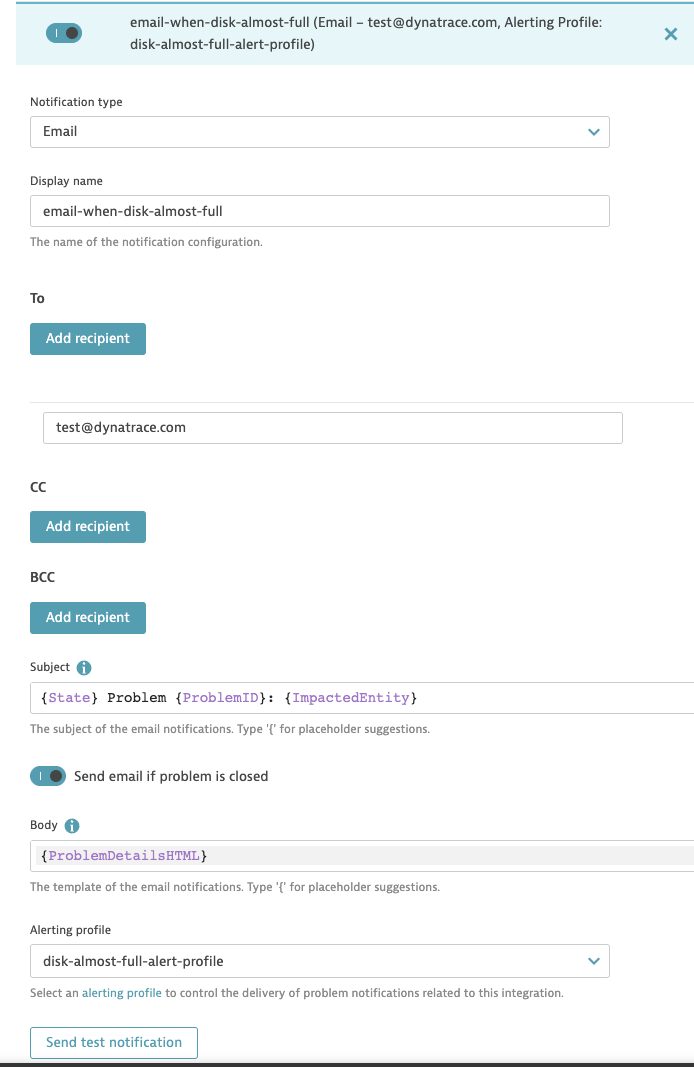 email-when-disk-almost-full (Email – test@dynatrace.com, Alerting Profile:
disk-almost-full-alert-profile)
Notification type
Email
Display name
email-when-disk-almost-full
The name of the notification configuration.
To
Add recipient
test@dynatrace.com
CC
Add recipient
BCC
Add recipient
Subject
{State} Problem {ProblemID}: {ImpactedEntity}
The subject of the email notifications. Type '{' for placeholder suggestions.
Send email if problem is closed
Body
{ProblemDetailsHTML}
The template of the email notifications. Type '{' for placeholder suggestions.
Alerting profile
disk-almost-full-alert-profile
Select an alerting profile to control the delivery of problem notifications related to this integration.
Send test notification